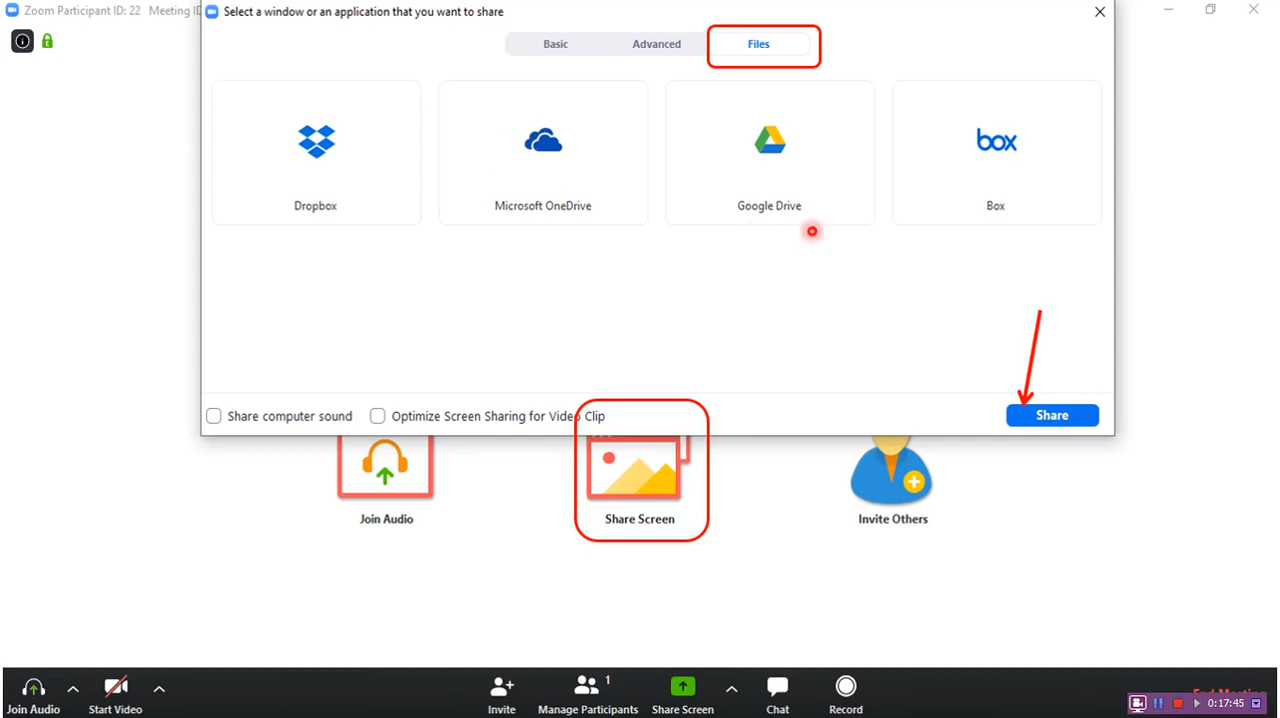 Zoom Participant ID: 22 Meeting ID
Select a window or an application that you want to share
Basic
Advanced
Files
Dropbox
Microsoft OneDrive
Google Drive
box
Box
Share computer sound
Optimize Screen Sharing for Video Clip
Share
Join Audio
Share Screen
Invite Others
Join Audio
Start Video
Invite
1
Manage Participants
Share Screen
Chat
Record
End Meeting
0:17:45